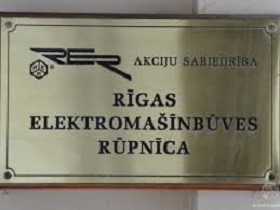 RER AKCIJU SABIEDRĪBA
RĪGAS
ELEKTROMAŠĪNBŪVES
RŪPNĪCA